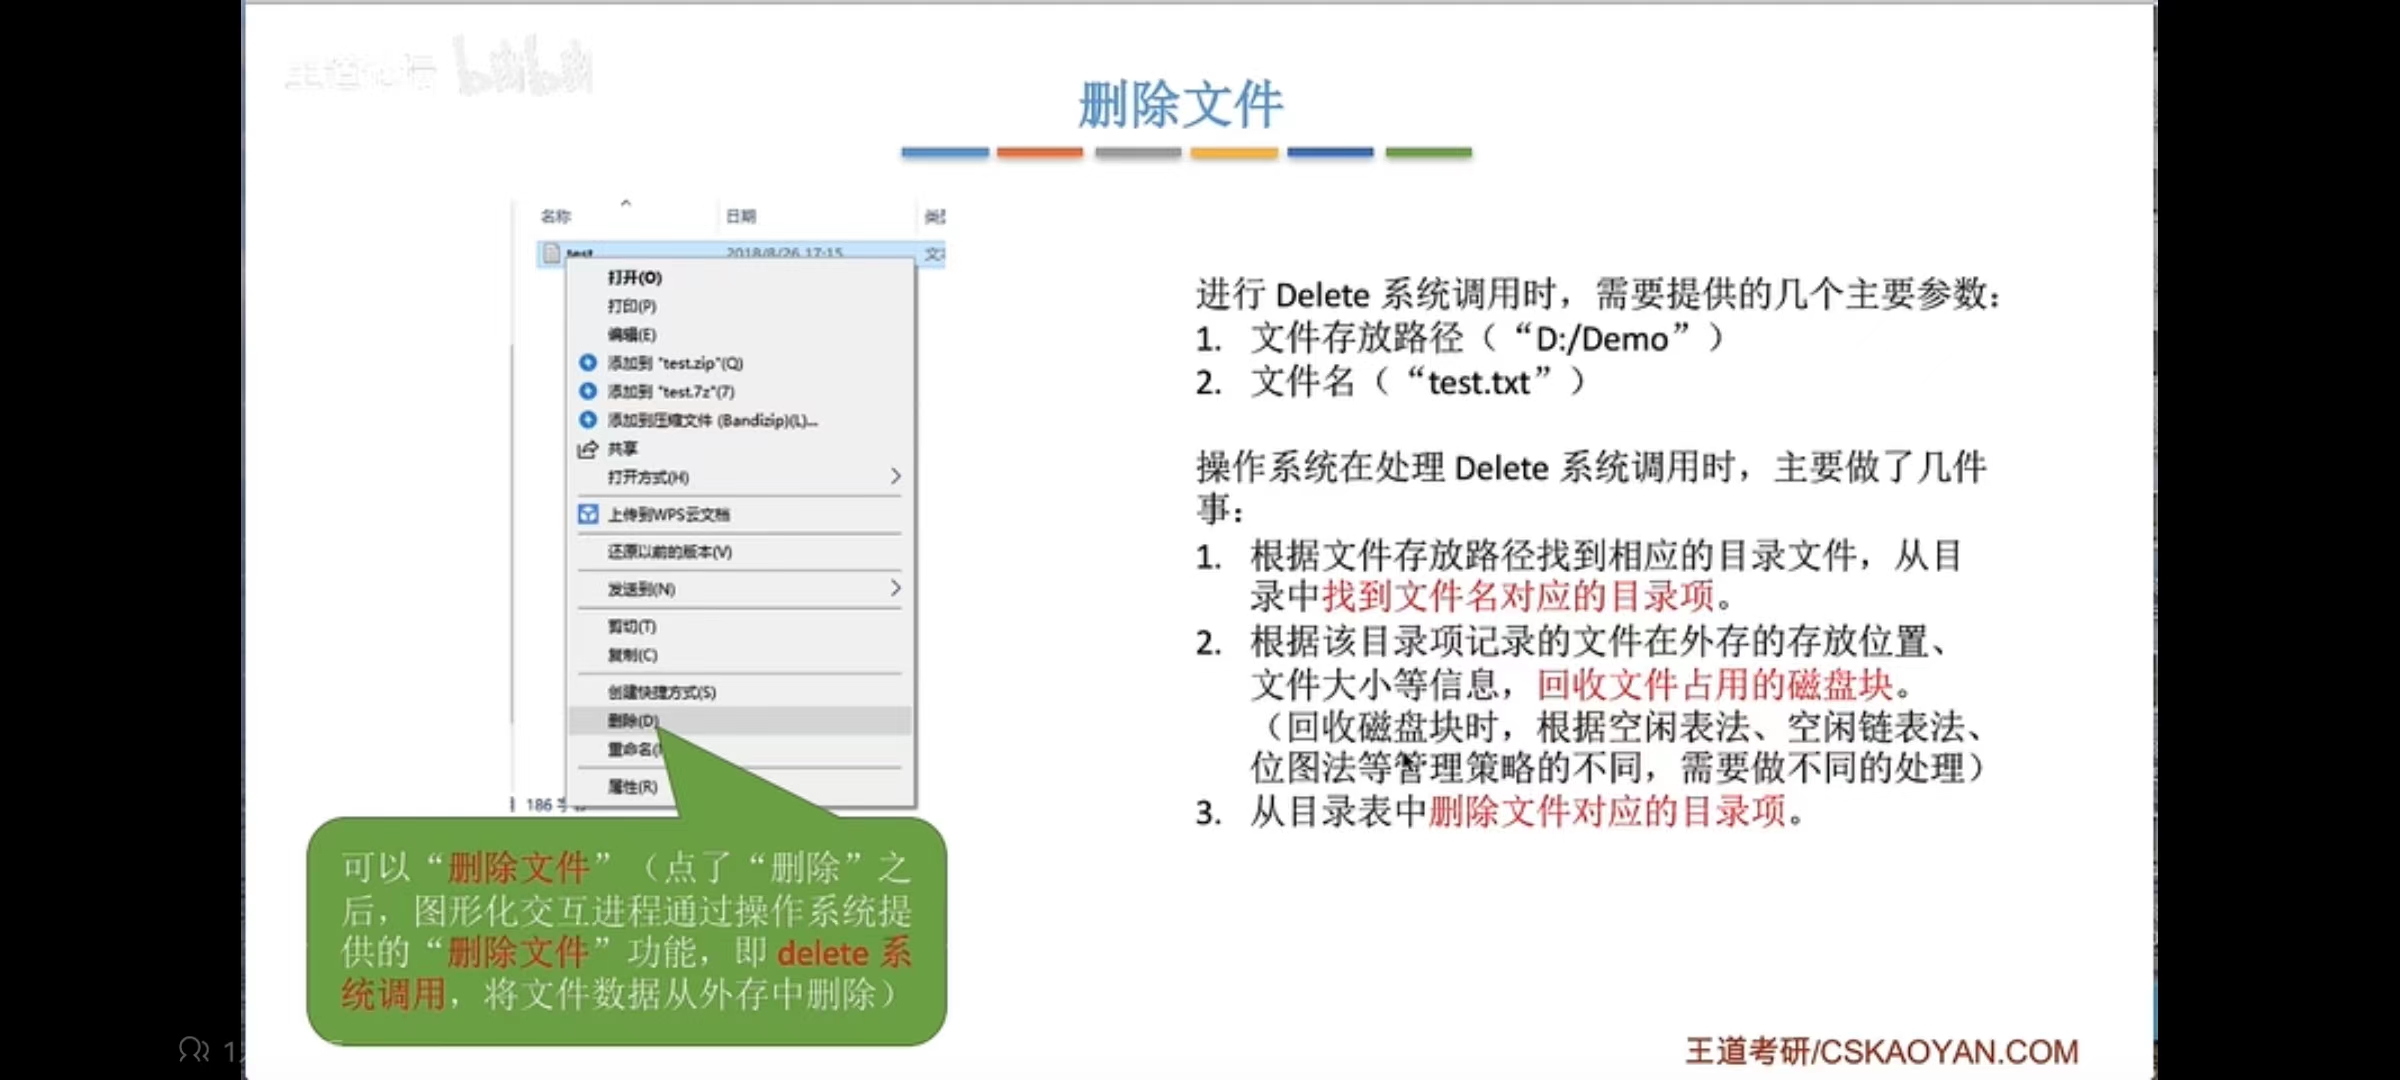 王道论坛 bilibili
删除文件
名称 日期
test 2018/8/26 17:15
打开(O)
打印(P)
编辑(E)
添加到 "test.zip"(Q)
添加到 "test.7z"(7)
添加到压缩文件 (Bandizip)(L)...
共享
打开方式(H)
上传到WPS云文档
还原以前的版本(V)
发送到(N)
剪切(T)
复制(C)
创建快捷方式(S)
删除(D)
重命名(
属性(R)
186
可以“删除文件”（点了“删除”之
后，图形化交互进程通过操作系统提
供的“删除文件”功能，即 delete 系
统调用，将文件数据从外存中删除）
进行 Delete 系统调用时，需要提供的几个主要参数：
1. 文件存放路径（“D:/Demo”）
2. 文件名（“test.txt”）
操作系统在处理 Delete 系统调用时，主要做了几件
事：
1. 根据文件存放路径找到相应的目录文件，从目
录中找到文件名对应的目录项。
2. 根据该目录项记录的文件在外存的存放位置、
文件大小等信息，回收文件占用的磁盘块。
（回收磁盘块时，根据空闲表法、空闲链表法、
位图法等管理策略的不同，需要做不同的处理）
3. 从目录表中删除文件对应的目录项。
王道考研/CSKAOYAN.COM